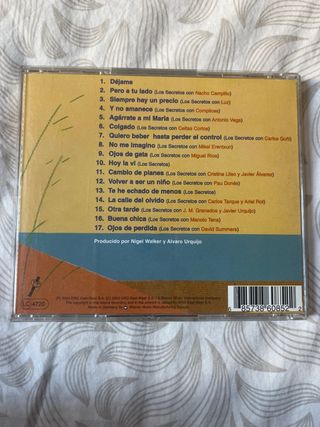 1. Déjame
2. Pero a tu lado (Los Secretos con Nacho Campillo)
3. Siempre hay un precio (Los Secretos con Luz)
4. Y no amanece (Los Secretos con Complices)
5. Agárrate a mi María (Los Secretos con Antonio Vega)
6. Colgado (Los Secretos con Celtas Cortos)
7. Quiero beber hasta perder el control (Los Secretos con Carlos Goñi)
8. No me imagino (Los Secretos con Mikel Erentxun)
9. Ojos de gata (Los Secretos con Miguel Ríos)
10. Hoy la vi (Los Secretos)
11. Cambio de planes (Los Secretos con Cristina Lliso y Javier Álvarez)
12. Volver a ser un niño (Los Secretos con Pau Donés)
13. Te he echado de menos (Los Secretos)
14. La calle del olvido (Los Secretos con Carlos Tarque y Ariel Rot)
15. Otra tarde (Los Secretos con J. M. Granados y Javier Urquijo)
16. Buena chica (Los Secretos con Manolo Tena)
17. Ojos de perdida (Los Secretos con David Summers)
Producido por Nigel Walker y Alvaro Urquijo
LC 4720
85738 60852 2